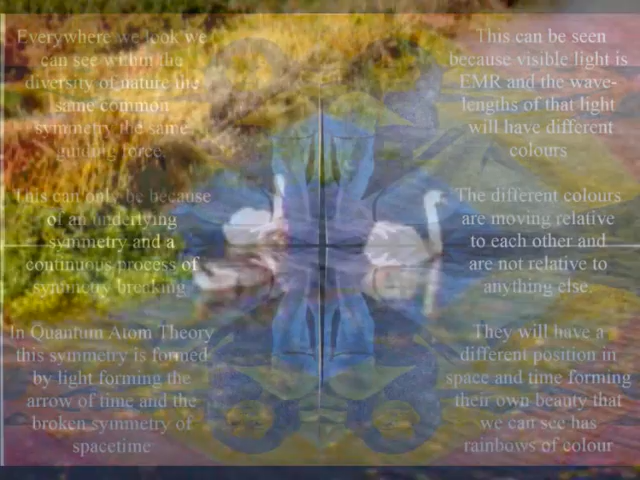 Everywhere we look we
can see within the
diversity of nature the
same common
symmetry the same
guiding force.
This can only be because
of an underlying
symmetry and a
continuous process of
symmetry breaking
In Quantum Atom Theory
this symmetry is formed
by light forming the
arrow of time and the
broken symmetry of
spacetime
This can be seen
because visible light is
EMR and the wave-
lengths of that light
will have different
colours
The different colours
are moving relative
to each other and
are not relative to
anything else.
They will have a
different position in
space and time forming
their own beauty that
we can see has
rainbows of colour